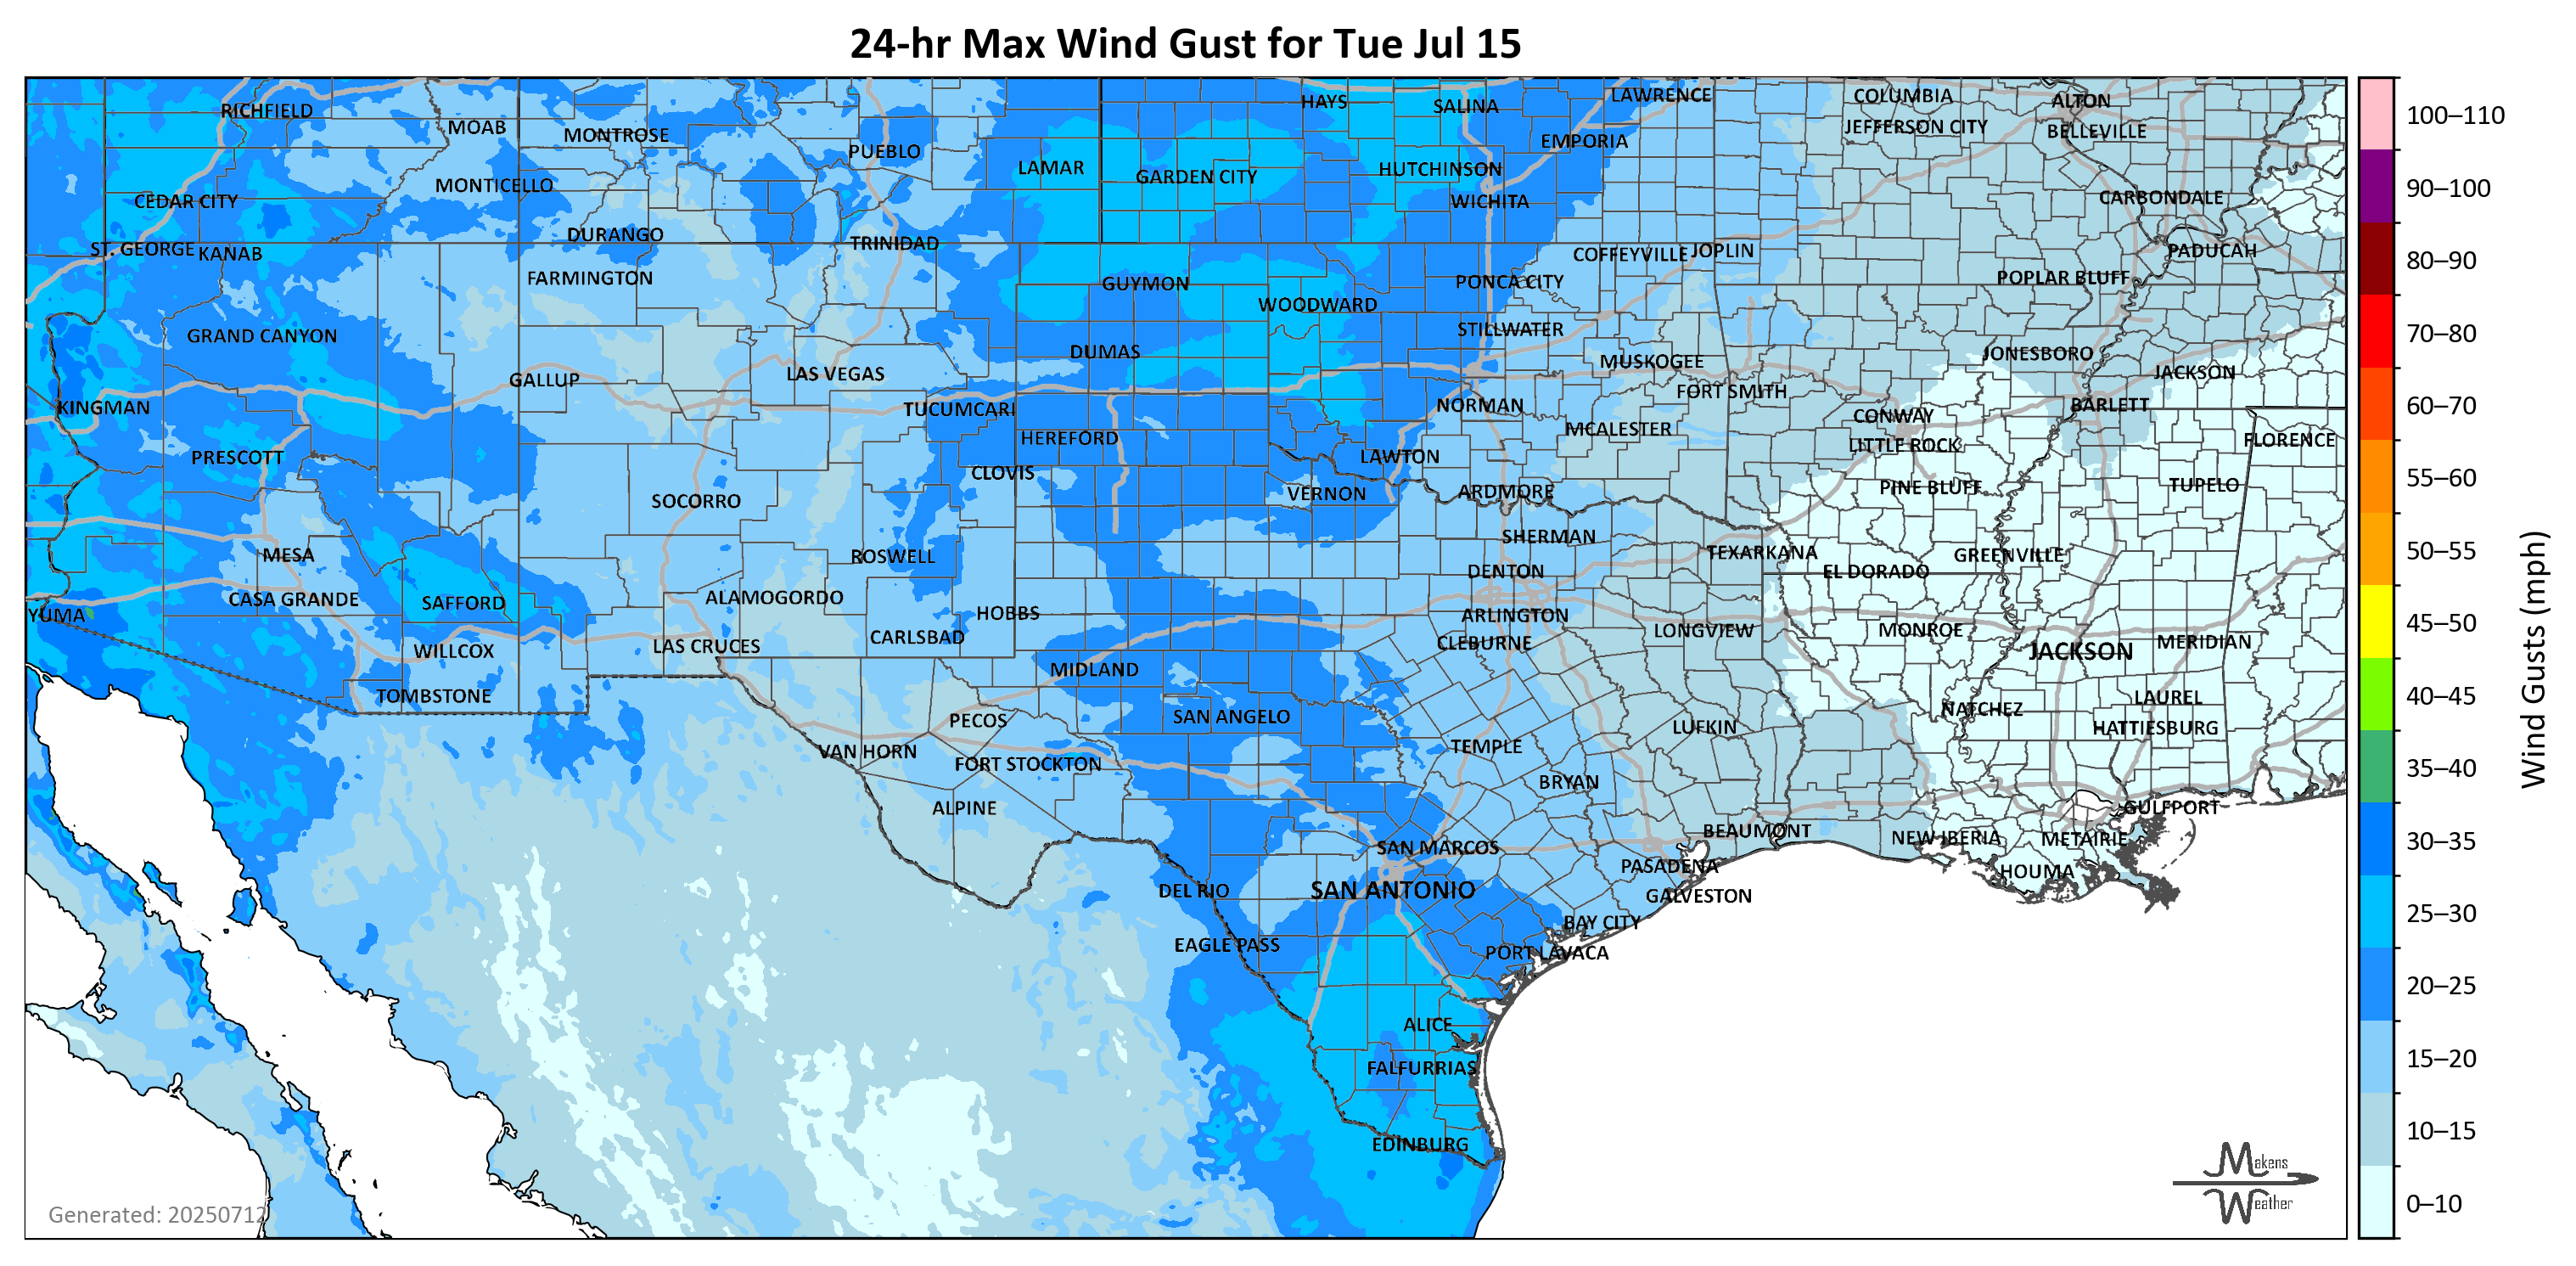 24-hr Max Wind Gust for Tue Jul 15
RICHFIELD
MOAB
MONTROSE
PUEBLO
HAYS
SALINA
LAWRENCE
COLUMBIA
ALTON
EMPORIA
JEFFERSON CITY
BELLEVILLE
LAMAR
GARDEN CITY
HUTCHINSON
MONTICELLO
CEDAR CITY
WICHITA
CARBONDALE
DURANGO
TRINIDAD
ST. GEORGE
KANAB
COFFEYVILLE
JOPLIN
PADUCAH
FARMINGTON
GUYMON
PONCA CITY
POPLAR BLUFF
WOODWARD
GRAND CANYON
STILLWATER
DUMAS
MUSKOGEE
JONESBORO
GALLUP
LAS VEGAS
JACKSON
FORT SMITH
KINGMAN
TUCUMCARI
NORMAN
BARLETT
CONWAY
HEREFORD
MCALESTER
LITTLE ROCK
FLORENCE
PRESCOTT
CLOVIS
LAWTON
SOCORRO
VERNON
ARDMORE
PINE BLUFF
TUPELO
MESA
ROSWELL
SHERMAN
TEXARKANA
GREENVILLE
DENTON
EL DORADO
CASA GRANDE
SAFFORD
ALAMOGORDO
YUMA
HOBBS
ARLINGTON
LAS CRUCES
CARLSBAD
CLEBURNE
LONGVIEW
MONROE
MERIDIAN
WILLCOX
JACKSON
MIDLAND
TOMBSTONE
PECOS
SAN ANGELO
NATCHEZ
LAUREL
LUFKIN
HATTIESBURG
VAN HORN
FORT STOCKTON
TEMPLE
BRYAN
ALPINE
GULFPORT
SAN MARCOS
BEAUMONT
NEW IBERIA
METAIRIE
PASADENA
HOUMA
DEL RIO
SAN ANTONIO
GALVESTON
BAY CITY
EAGLE PASS
PORT LAVACA
ALICE
FALFURRIAS
EDINBURG
Generated: 20250712
Makens
Weather
100–110
90–100
80–90
70–80
60–70
55–60
50–55
45–50
40–45
35–40
30–35
25–30
20–25
15–20
10–15
0–10
Wind Gusts (mph)